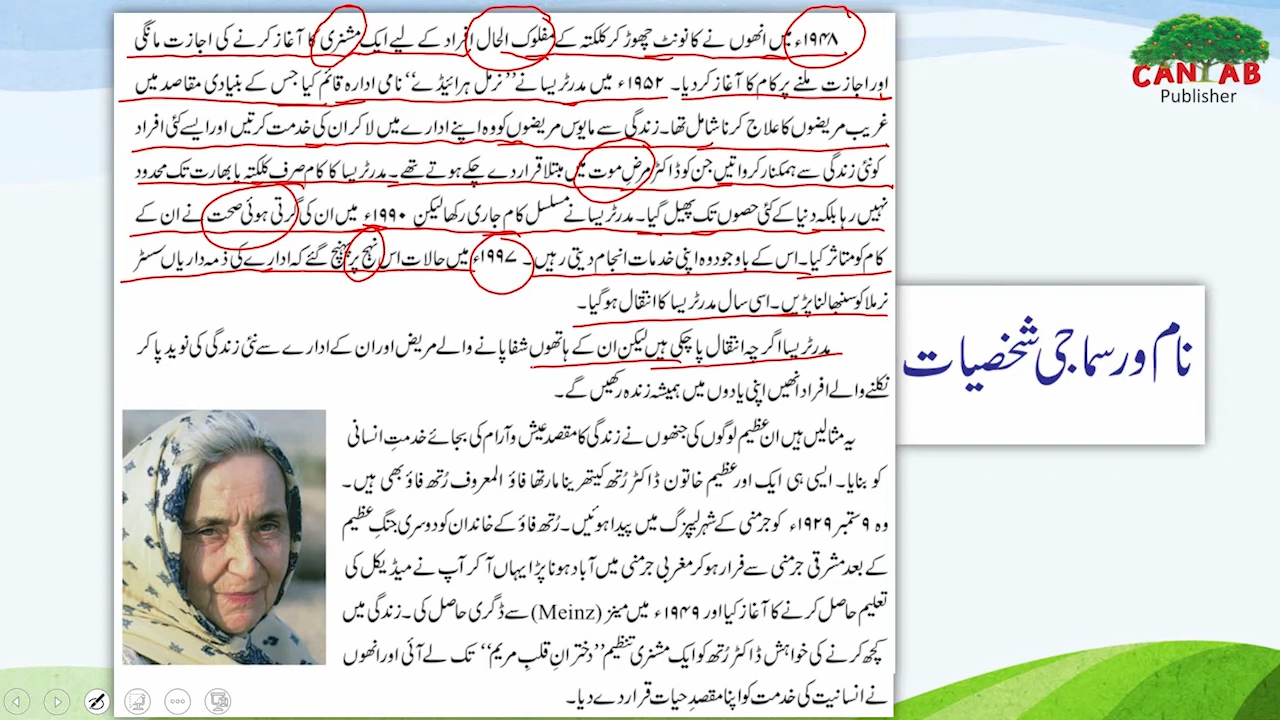 ۱۹۴۸ء میں انھوں نے کانونٹ چھوڑ کر کلکتہ کے مفلوک الحال افراد کے لیے ایک مشنری کا آغاز کرنے کی اجازت مانگی
اور اجازت ملنے پر کام کا آغاز کر دیا۔ ۱۹۵۲ء میں مدر ٹریسا نے ’’نرمل ہرائیڈے‘‘ نامی ادارہ قائم کیا جس کے بنیادی مقاصد میں
غریب مریضوں کا علاج کرنا شامل تھا۔ زندگی سے مایوس مریضوں کو وہ اپنے ادارے میں لا کر ان کی خدمت کرتیں اور ایسے کئی افراد
کو نئی زندگی سے ہمکنار کرواتیں جن کو ڈاکٹر مرضِ موت میں مبتلا قرار دے چکے ہوتے تھے۔ مدر ٹریسا کا کام صرف کلکتہ یا بھارت تک محدود
نہیں رہا بلکہ دنیا کے کئی حصوں تک پھیل گیا۔ مدر ٹریسا نے مسلسل کام جاری رکھا لیکن ۱۹۹۰ء میں ان کی گرتی ہوئی صحت نے ان کے
کام کو متاثر کیا۔ اس کے باوجود وہ اپنی خدمات انجام دیتی رہیں۔ ۱۹۹۷ء میں حالات اس نہج پر پہنچ گئے کہ ادارے کی ذمہ داریاں سسٹر
نرملا کو سنبھالنا پڑیں۔ اسی سال مدر ٹریسا کا انتقال ہو گیا۔
مدر ٹریسا اگرچہ انتقال پا چکی ہیں لیکن ان کے ہاتھوں شفا پانے والے مریض اور ان کے ادارے سے نئی زندگی کی نوید پا کر
نکلنے والے افراد انھیں اپنی یادوں میں ہمیشہ زندہ رکھیں گے۔
یہ مثالیں ہیں ان عظیم لوگوں کی جنھوں نے زندگی کا مقصد عیش و آرام کی بجائے خدمتِ انسانی
کو بنایا۔ ایسی ہی ایک اور عظیم خاتون ڈاکٹر رُتھ کیتھرینا مارتھا فاؤ المعروف رُتھ فاؤ بھی ہیں۔
وہ ۹ ستمبر ۱۹۲۹ء کو جرمنی کے شہر لیپزگ میں پیدا ہوئیں۔ رُتھ فاؤ کے خاندان کو دوسری جنگِ عظیم
کے بعد مشرقی جرمنی سے فرار ہو کر مغربی جرمنی میں آباد ہونا پڑا یہاں آ کر آپ نے میڈیکل کی
تعلیم حاصل کرنے کا آغاز کیا اور ۱۹۴۹ء میں مینز (Meinz) سے ڈگری حاصل کی۔ زندگی میں
کچھ کرنے کی خواہش ڈاکٹر رُتھ کو ایک مشنری تنظیم ’’دخترانِ قلبِ مریم‘‘ تک لے آئی اور انھوں
نے انسانیت کی خدمت کو اپنا مقصدِ حیات قرار دے دیا۔
نام ور سماجی شخصیات
CANTAB
Publisher